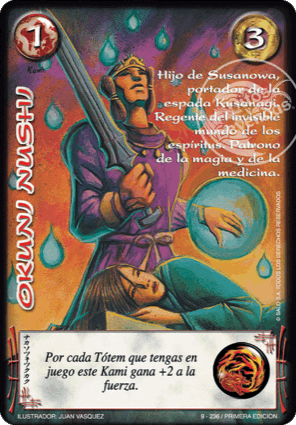 1
Kami
3
Hijo de Susanowa,
portador de la
espada Kusanagi.
Regente del invisible
mundo de los
espíritus. Patrono
de la magia y de la
medicina.
OKUNI NUSHI
Por cada Tótem que tengas en
juego este Kami gana +2 a la
fuerza.
ILUSTRADOR: JUAN VASQUEZ
9 - 236 / PRIMERA EDICION